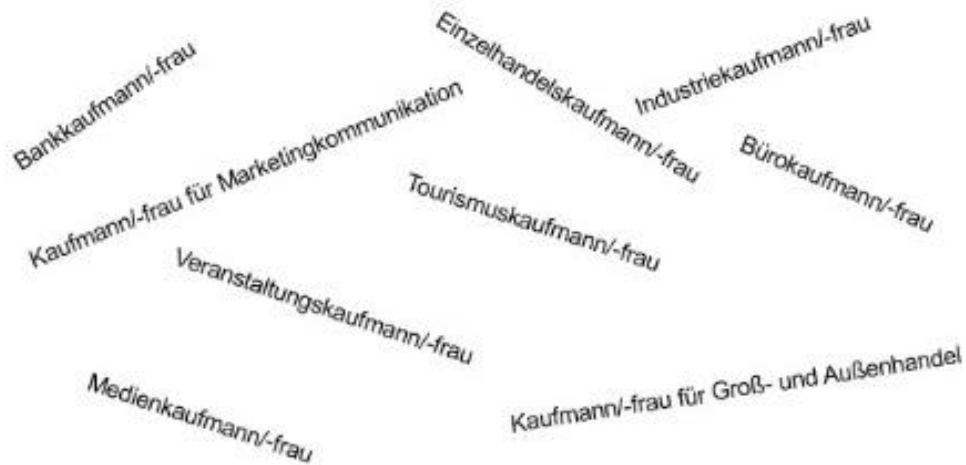 Bankkaufmann/-frau
Einzelhandelskaufmann/-frau
Industriekaufmann/-frau
Kaufmann/-frau für Marketingkommunikation
Bürokaufmann/-frau
Tourismuskaufmann/-frau
Veranstaltungskaufmann/-frau
Medienkaufmann/-frau
Kaufmann/-frau für Groß- und Außenhandel